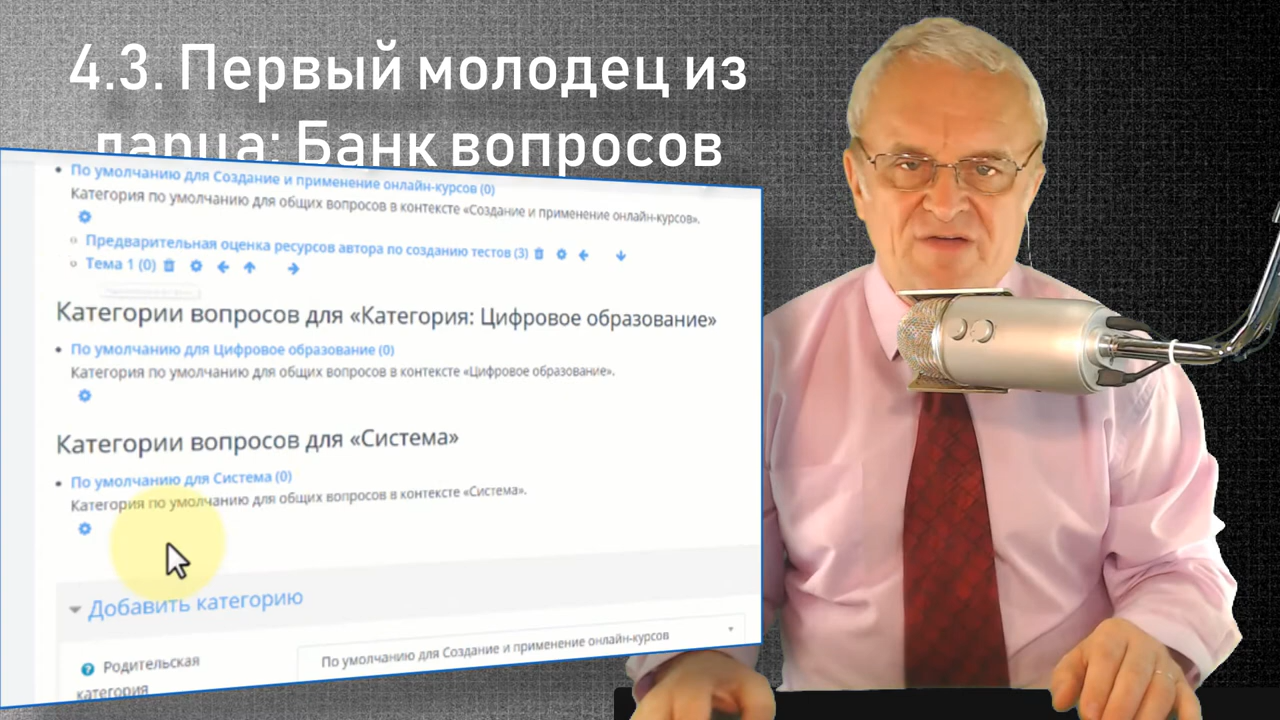 4.3. Первый молодец из
ларца: Банк вопросов
По умолчанию для Создание и применение онлайн-курсов (0)
Категория по умолчанию для общих вопросов в контексте «Создание и применение онлайн-курсов».
Предварительная оценка ресурсов автора по созданию тестов (3)
Тема 1 (0)
Категории вопросов для «Категория: Цифровое образование»
По умолчанию для Цифровое образование (0)
Категория по умолчанию для общих вопросов в контексте «Цифровое образование».
Категории вопросов для «Система»
По умолчанию для Система (0)
Категория по умолчанию для общих вопросов в контексте «Система».
Добавить категорию
Родительская
категория
По умолчанию для Создание и применение онлайн-курсов